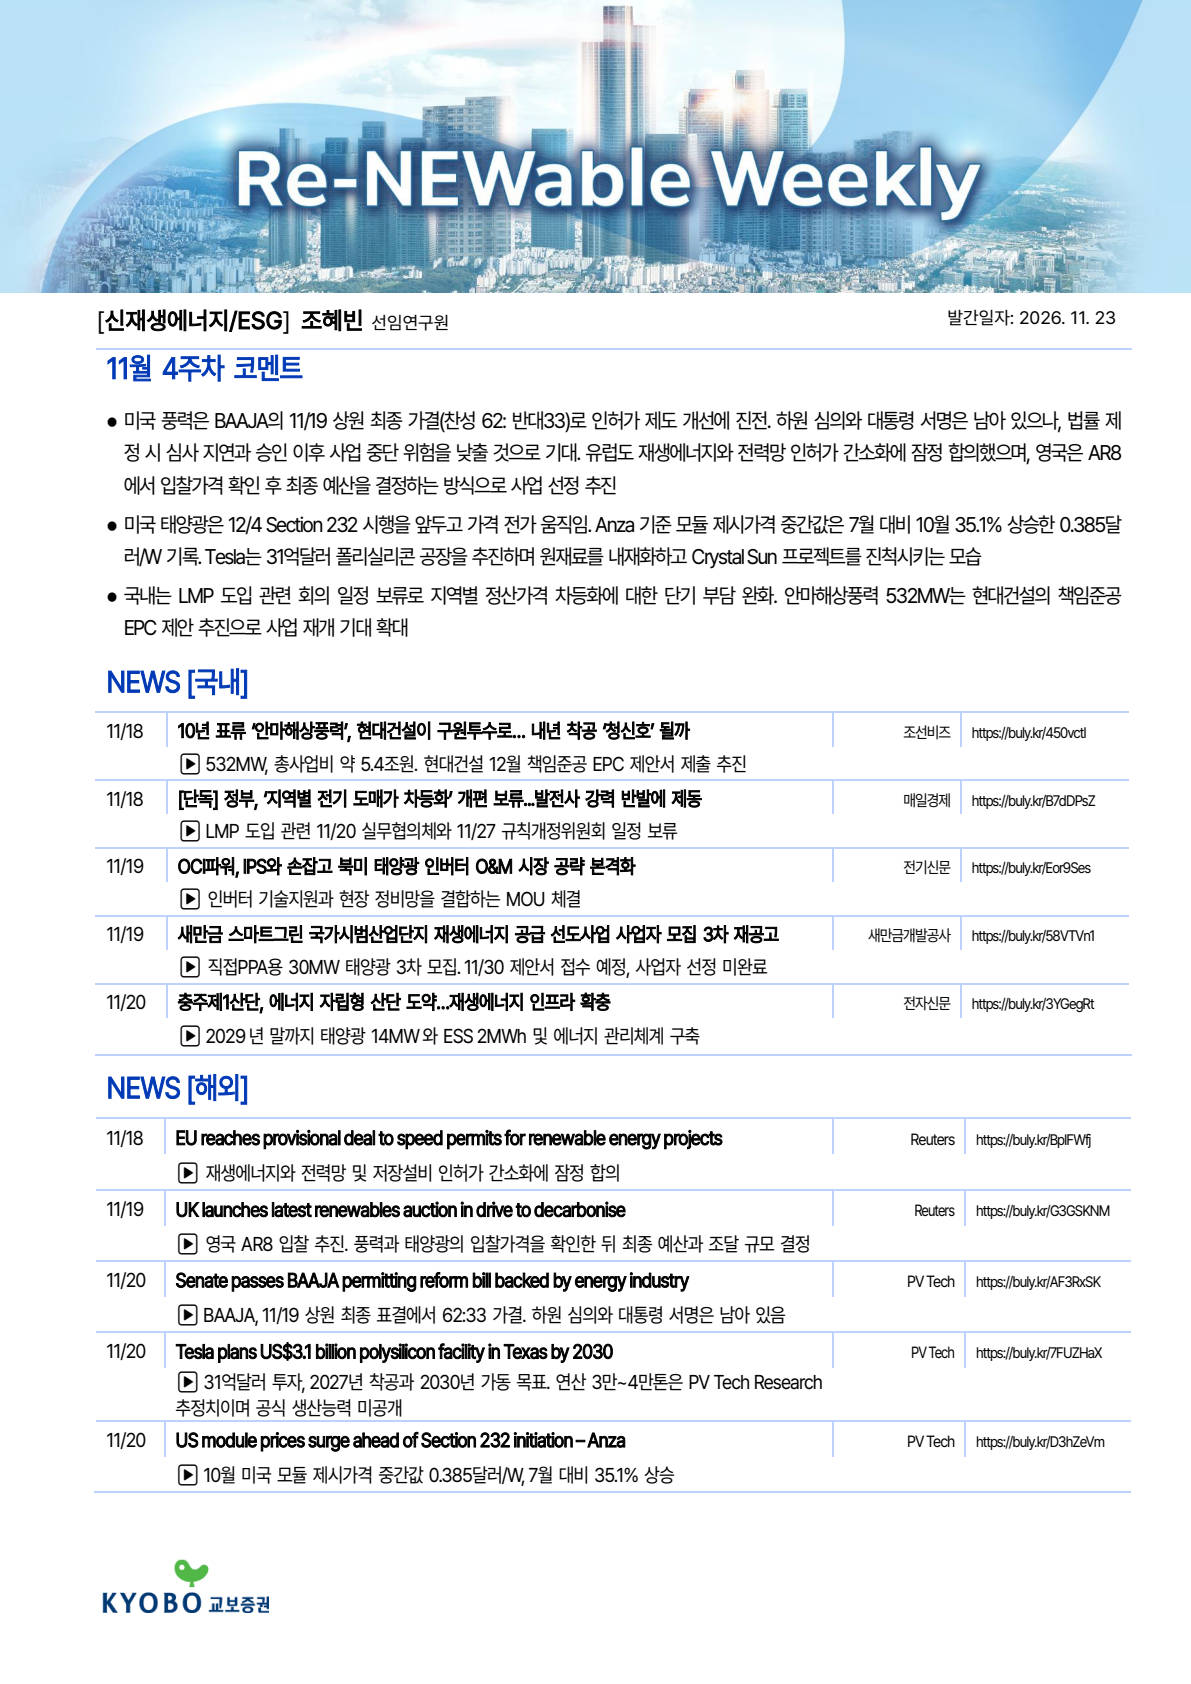 Re-NEWable Weekly
[신재생에너지/ESG] 조혜빈 선임연구원
발간일자: 2026. 11. 23
11월 4주차 코멘트
● 미국 풍력은 BAAJA의 11/19 상원 최종 가결(찬성 62: 반대33)로 인허가 제도 개선에 진전. 하원 심의와 대통령 서명은 남아 있으나, 법률 제
정 시 심사 지연과 승인 이후 사업 중단 위험을 낮출 것으로 기대. 유럽도 재생에너지와 전력망 인허가 간소화에 잠정 합의했으며, 영국은 AR8
에서 입찰가격 확인 후 최종 예산을 결정하는 방식으로 사업 선정 추진
● 미국 태양광은 12/4 Section 232 시행을 앞두고 가격 전가 움직임. Anza 기준 모듈 제시가격 중간값은 7월 대비 10월 35.1% 상승한 0.385달
러/W 기록. Tesla는 31억달러 폴리실리콘 공장을 추진하며 원재료를 내재화하고 Crystal Sun 프로젝트를 진척시키는 모습
● 국내는 LMP 도입 관련 회의 일정 보류로 지역별 정산가격 차등화에 대한 단기 부담 완화. 안마해상풍력 532MW는 현대건설의 책임준공
EPC 제안 추진으로 사업 재개 기대 확대
NEWS [국내]
11/18 10년 표류 ‘안마해상풍력’, 현대건설이 구원투수로... 내년 착공 ‘청신호’ 될까 조선비즈 https://buly.kr/450vctI
▶ 532MW, 총사업비 약 5.4조원. 현대건설 12월 책임준공 EPC 제안서 제출 추진
11/18 [단독] 정부, ‘지역별 전기 도매가 차등화’ 개편 보류...발전사 강력 반발에 제동 매일경제 https://buly.kr/B7dDPsZ
▶ LMP 도입 관련 11/20 실무협의체와 11/27 규칙개정위원회 일정 보류
11/19 OCI파워, IPS와 손잡고 북미 태양광 인버터 O&M 시장 공략 본격화 전기신문 https://buly.kr/Eor9Ses
▶ 인버터 기술지원과 현장 정비망을 결합하는 MOU 체결
11/19 새만금 스마트그린 국가시범산업단지 재생에너지 공급 선도사업 사업자 모집 3차 재공고 새만금개발공사 https://buly.kr/58VTVn1
▶ 직접PPA용 30MW 태양광 3차 모집. 11/30 제안서 접수 예정, 사업자 선정 미완료
11/20 충주제1산단, 에너지 자립형 산단 도약...재생에너지 인프라 확충 전자신문 https://buly.kr/3YGegRt
▶ 2029년 말까지 태양광 14MW와 ESS 2MWh 및 에너지 관리체계 구축
NEWS [해외]
11/18 EU reaches provisional deal to speed permits for renewable energy projects Reuters https://buly.kr/BpIFWfj
▶ 재생에너지와 전력망 및 저장설비 인허가 간소화에 잠정 합의
11/19 UK launches latest renewables auction in drive to decarbonise Reuters https://buly.kr/G3GSKNM
▶ 영국 AR8 입찰 추진. 풍력과 태양광의 입찰가격을 확인한 뒤 최종 예산과 조달 규모 결정
11/20 Senate passes BAAJA permitting reform bill backed by energy industry PV Tech https://buly.kr/AF3RxSK
▶ BAAJA, 11/19 상원 최종 표결에서 62:33 가결. 하원 심의와 대통령 서명은 남아 있음
11/20 Tesla plans US$3.1 billion polysilicon facility in Texas by 2030 PV Tech https://buly.kr/7FUZHaX
▶ 31억달러 투자, 2027년 착공과 2030년 가동 목표. 연산 3만~4만톤은 PV Tech Research
추정치이며 공식 생산능력 미공개
11/20 US module prices surge ahead of Section 232 initiation – Anza PV Tech https://buly.kr/D3hZeVm
▶ 10월 미국 모듈 제시가격 중간값 0.385달러/W, 7월 대비 35.1% 상승
KYOBO 교보증권